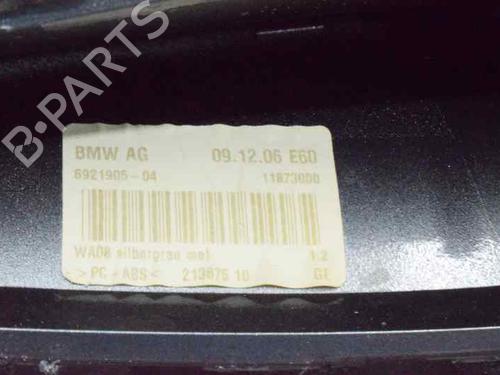 BMW AG 09.12.06 E60
6921905-04 11873000
WA08 silbergrau met 1.2
>PC-ABS< 213876 10 GE
B-PARTS